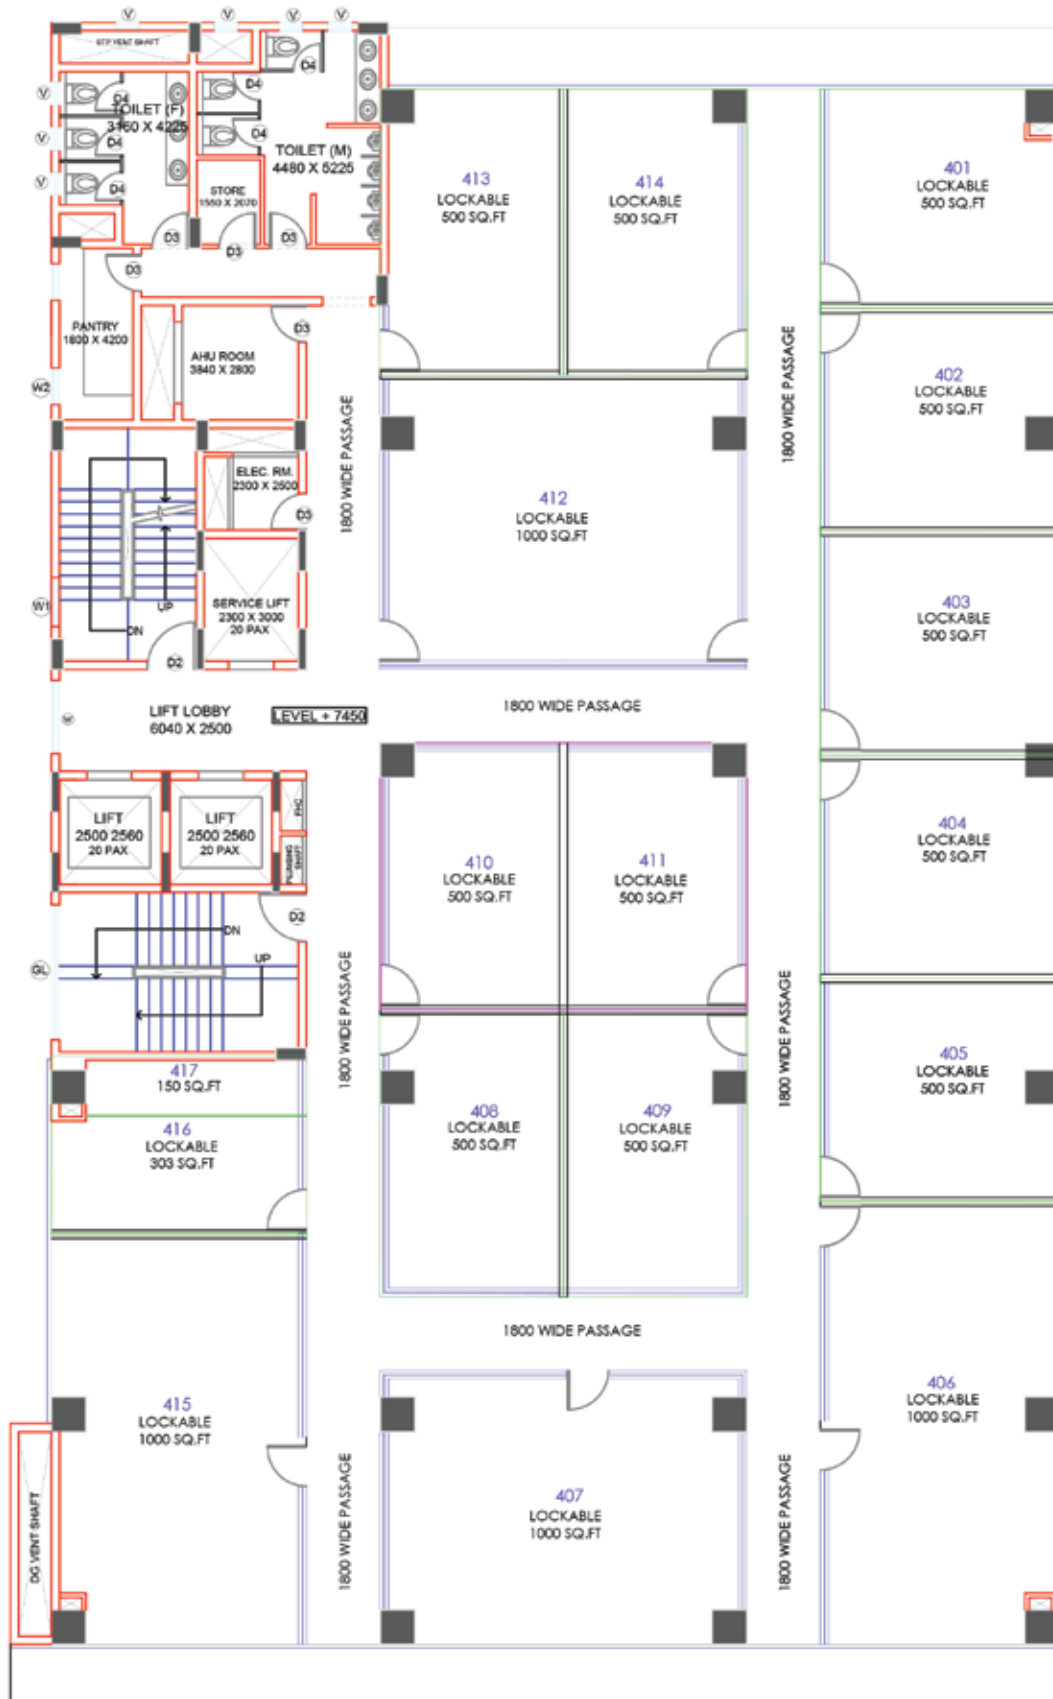 V
V
V
V
STP VENT SHAFT
D4
V
D4
D4
TOILET (F)
3160 X 4225
V
D4
D4
TOILET (M)
4480 X 5225
V
D4
STORE
1550 X 2070
D3
D3
D3
D3
PANTRY
1800 X 4200
W2
AHU ROOM
3840 X 2800
D3
ELEC. RM.
2300 X 2500
D3
W1
UP
DN
D2
SERVICE LIFT
2300 X 3000
20 PAX
LIFT LOBBY
6040 X 2500
LEVEL + 7450
LIFT
2500 2560
20 PAX
LIFT
2500 2560
20 PAX
FHC
PLUMBING
SHAFT
D2
DN
UP
GL
417
150 SQ.FT
416
LOCKABLE
303 SQ.FT
415
LOCKABLE
1000 SQ.FT
DG VENT SHAFT
1800 WIDE PASSAGE
1800 WIDE PASSAGE
1800 WIDE PASSAGE
413
LOCKABLE
500 SQ.FT
414
LOCKABLE
500 SQ.FT
412
LOCKABLE
1000 SQ.FT
1800 WIDE PASSAGE
410
LOCKABLE
500 SQ.FT
411
LOCKABLE
500 SQ.FT
408
LOCKABLE
500 SQ.FT
409
LOCKABLE
500 SQ.FT
1800 WIDE PASSAGE
407
LOCKABLE
1000 SQ.FT
1800 WIDE PASSAGE
1800 WIDE PASSAGE
1800 WIDE PASSAGE
401
LOCKABLE
500 SQ.FT
402
LOCKABLE
500 SQ.FT
403
LOCKABLE
500 SQ.FT
404
LOCKABLE
500 SQ.FT
405
LOCKABLE
500 SQ.FT
406
LOCKABLE
1000 SQ.FT